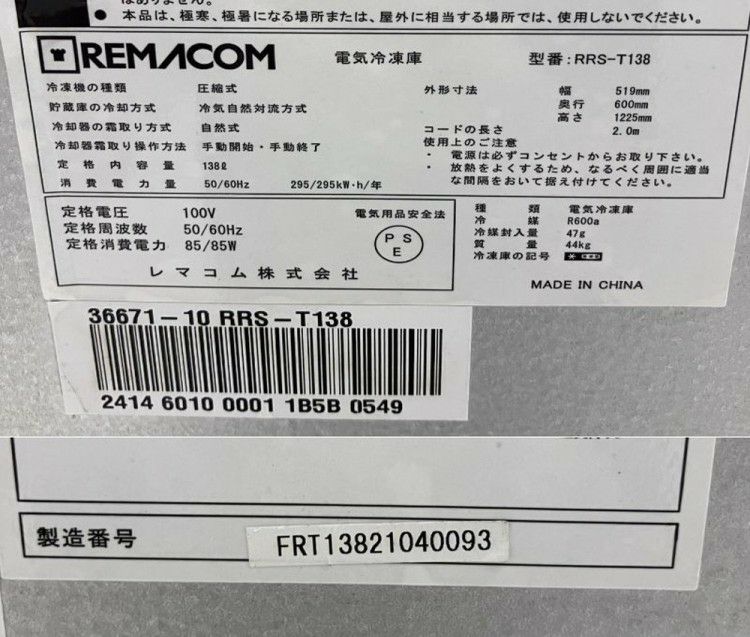 はありません。
● 本品は、極寒、極暑になる場所または、屋外に相当する場所では、使用しないでください。
REMACOM 電気冷凍庫 型番:RRS-T138
冷凍機の種類 圧縮式
貯蔵庫の冷却方式 冷気自然対流方式
冷却器の霜取り方式 自然式
冷却器霜取り操作方法 手動開始・手動終了
定格内容量 138ℓ
消費電力量 50/60Hz 295/295kW·h/年
外形寸法 幅 519mm
奥行 600mm
高さ 1225mm
コードの長さ 2.0m
使用上のご注意
・ 電源は必ずコンセントからお取り下さい。
・ 放熱をよくするため、なるべく周囲に適当
な間隔をおいて据え付けてください。
定格電圧 100V
定格周波数 50/60Hz
定格消費電力 85/85W
電気用品安全法
PS
E
レマコム株式会社
種類 電気冷凍庫
冷媒 R600a
冷媒封入量 47g
質量 44kg
冷凍庫の記号
MADE IN CHINA
36671-10 RRS-T138
2414 6010 0001 1B5B 0549
製造番号 FRT13821040093